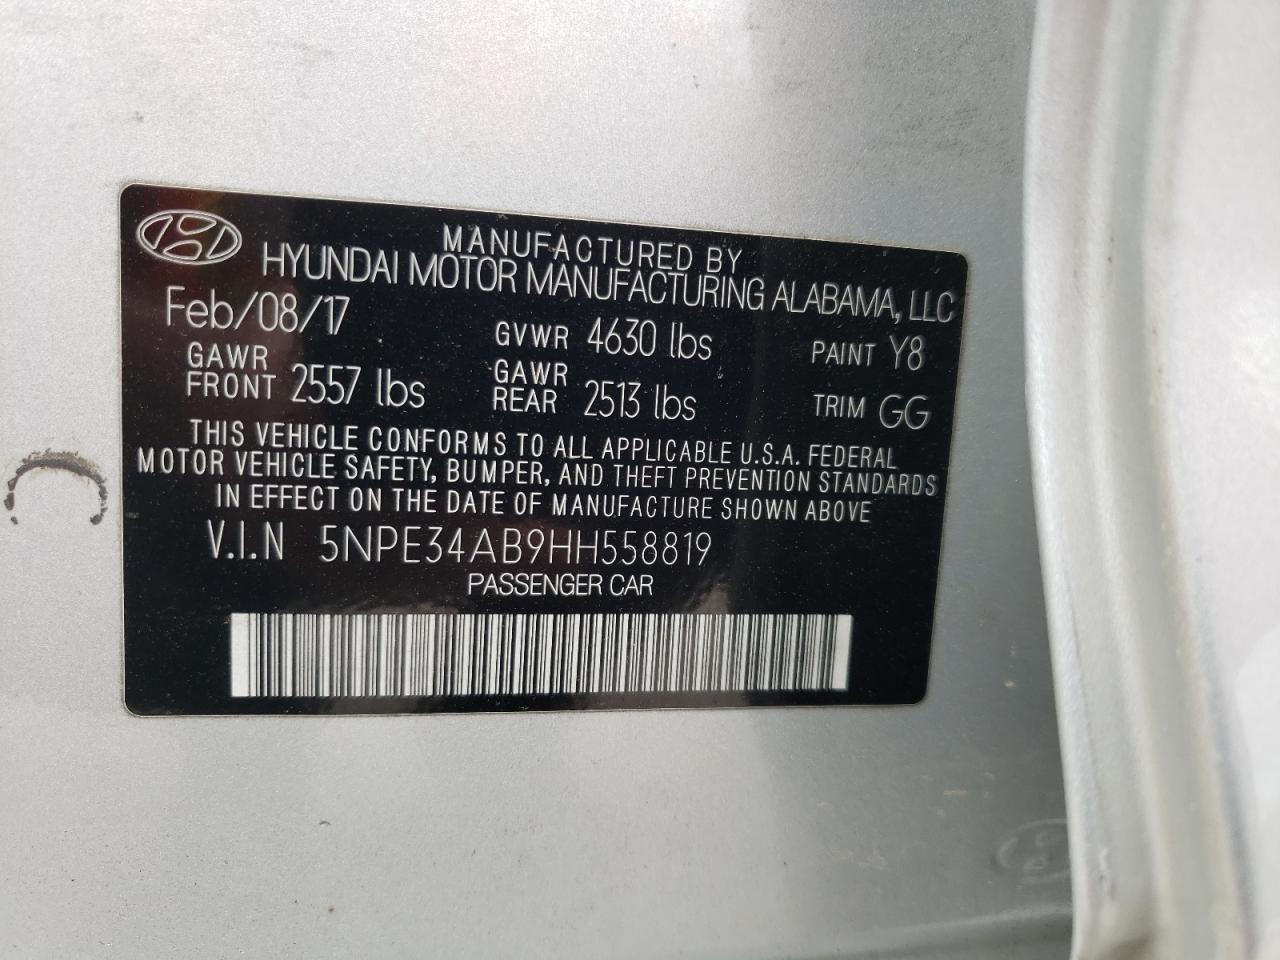 MANUFACTURED BY
HYUNDAI MOTOR MANUFACTURING ALABAMA, LLC
Feb/08/17 GVWR 4630 lbs PAINT Y8
GAWR FRONT 2557 lbs GAWR REAR 2513 lbs TRIM GG
THIS VEHICLE CONFORMS TO ALL APPLICABLE U.S.A. FEDERAL
MOTOR VEHICLE SAFETY, BUMPER, AND THEFT PREVENTION STANDARDS
IN EFFECT ON THE DATE OF MANUFACTURE SHOWN ABOVE
V.I.N 5NPE34AB9HH558819
PASSENGER CAR